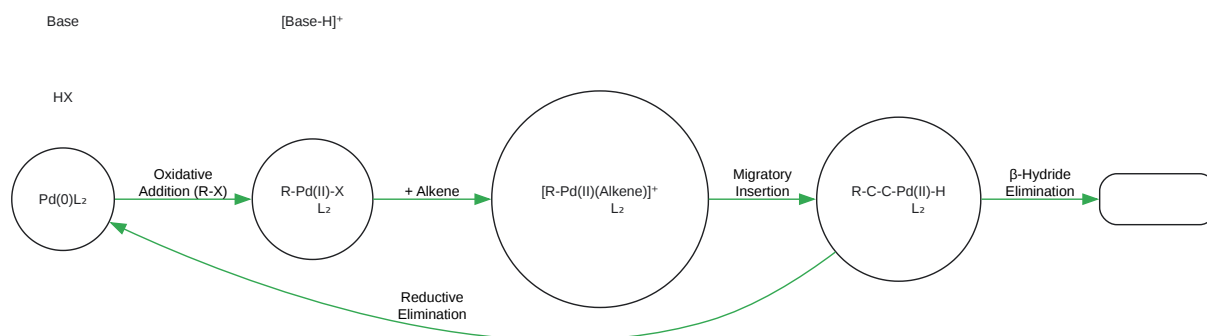 Base
[Base-H]⁺
HX
Oxidative
Addition (R-X)
Pd(0)L₂
R-Pd(II)-X
L₂
+ Alkene
[R-Pd(II)(Alkene)]⁺
L₂
Migratory
Insertion
R-C-C-Pd(II)-H
L₂
β-Hydride
Elimination
Reductive
Elimination